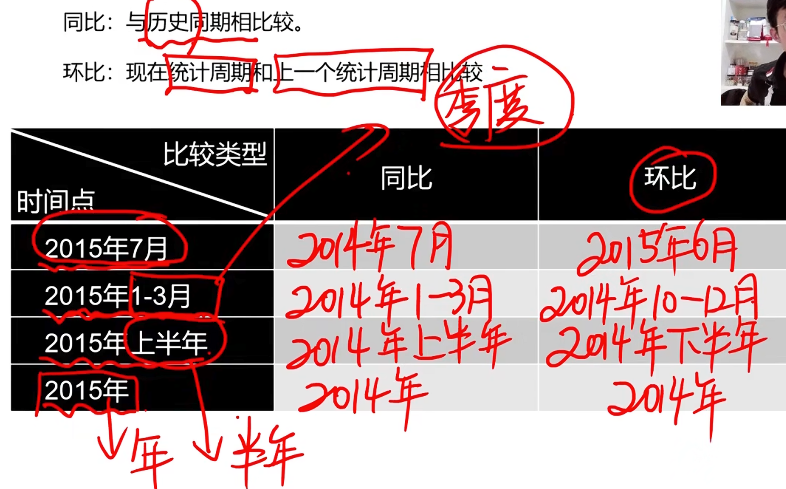 同比：与历史同期相比较。
环比：现在统计周期和上一个统计周期相比较
季度
比较类型
时间点
同比
环比
2015年7月
2014年7月
2015年6月
2015年1-3月
2014年1-3月
2014年10-12月
2015年上半年
2014年上半年
2014年下半年
2015年
2014年
2014年
年
半年